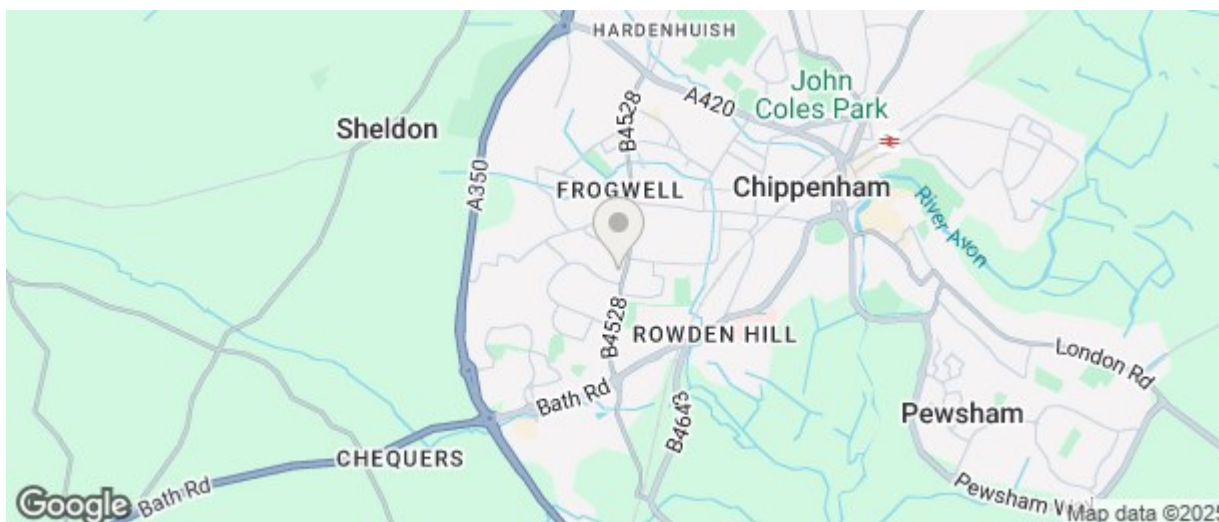 HARDENHUISH
John
Coles Park
A420
B4528
Sheldon
A350
FROGWELL
Chippenham
River Avon
B4528
ROWDEN HILL
London Rd
Bath Rd
B4643
Pewsham
CHEQUERS
Bath Rd
Pewsham
Google
Map data ©2025